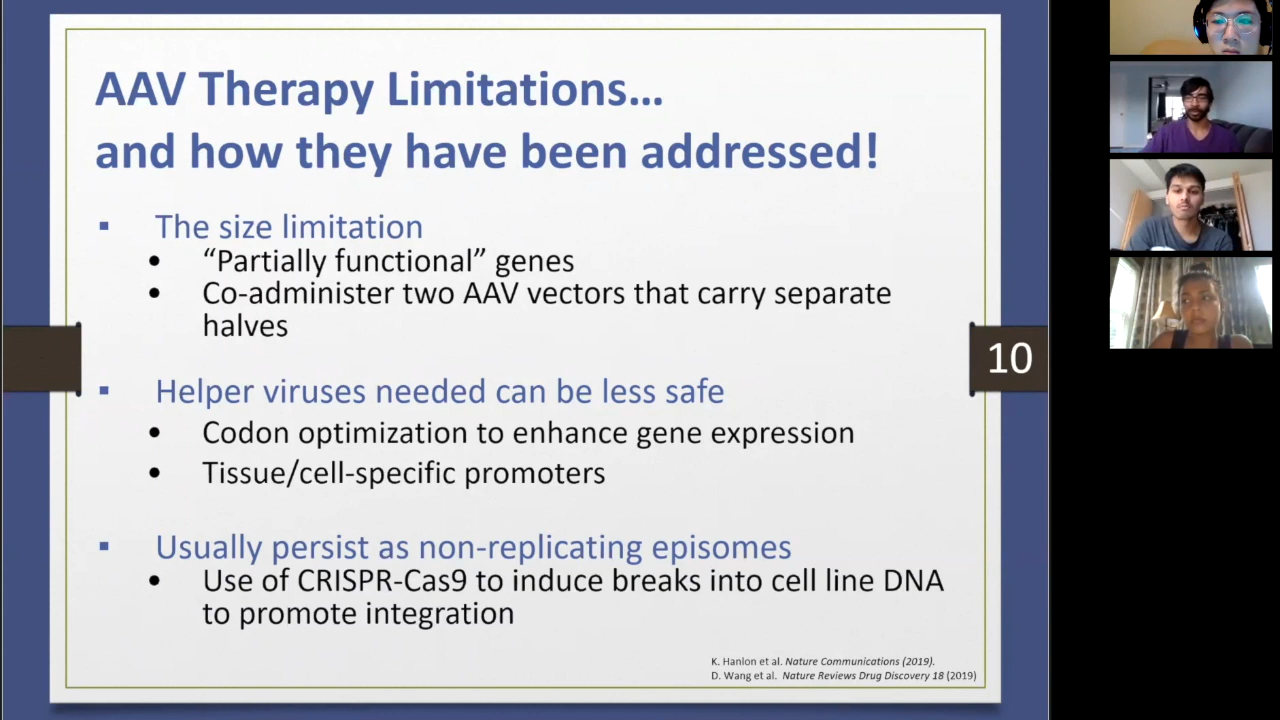 AAV Therapy Limitations…
and how they have been addressed!
▪ The size limitation
• “Partially functional” genes
• Co-administer two AAV vectors that carry separate
halves
▪ Helper viruses needed can be less safe
• Codon optimization to enhance gene expression
• Tissue/cell-specific promoters
▪ Usually persist as non-replicating episomes
• Use of CRISPR-Cas9 to induce breaks into cell line DNA
to promote integration
10
K. Hanlon et al. Nature Communications (2019).
D. Wang et al. Nature Reviews Drug Discovery 18 (2019)